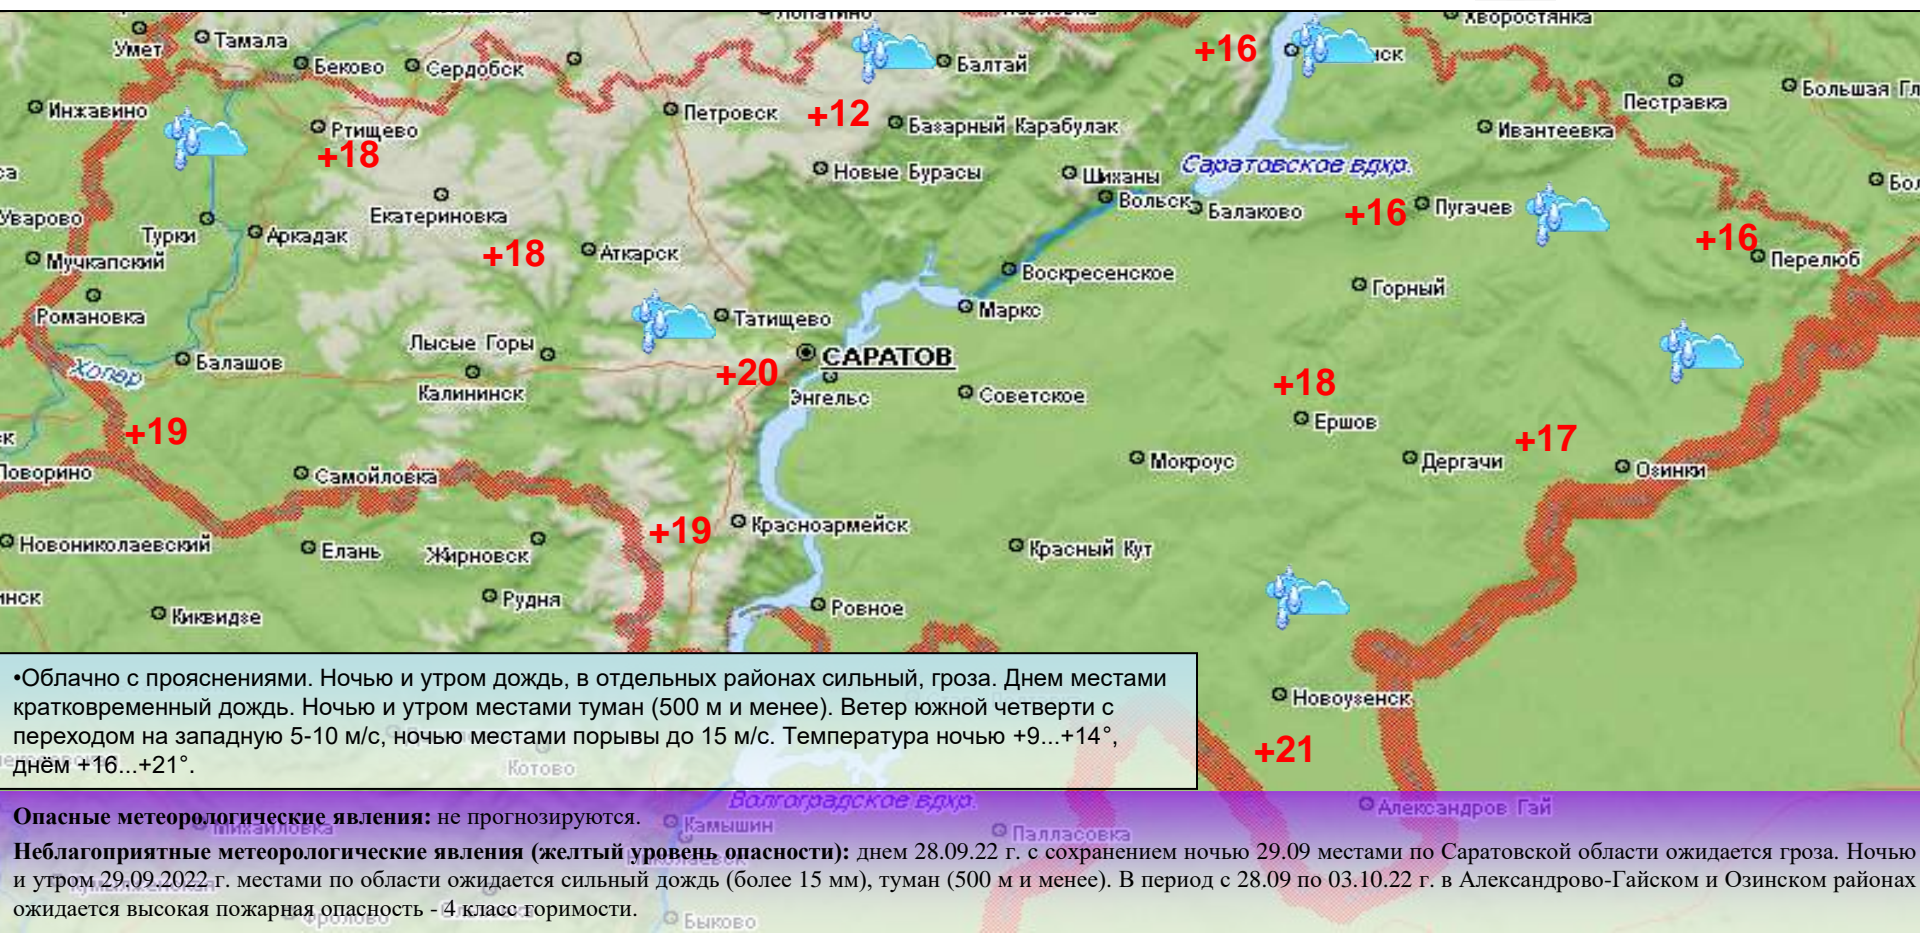 Лопатино
Хворостянка
Умет
Тамала
+16
Беково
Сердобск
Балтай
нск
Инжавино
Петровск
+12
Базарный Карабулак
Пестравка
Большая Гл
Ртищево
+18
Ивантеевка
Новые Бурасы
Шиханы
Саратовское вдхр.
Бол
Уварово
Екатериновка
Вольск
Балаково
+16
Пугачев
Турки
Аркадак
+18
Аткарск
+16
Перелюб
Мучкапский
Воскресенское
Горный
Романовка
Татищево
Маркс
Лысые Горы
САРАТОВ
Хопер
Балашов
+20
Калининск
Энгельс
Советское
+18
Ершов
+19
+17
Поворино
Самойловка
Мокроус
Дергачи
Озинки
+19
Красноармейск
Новониколаевский
Елань
Жирновск
Красный Кут
инск
Рудня
Киквидзе
Ровное
Новоузенск
+21
•Облачно с прояснениями. Ночью и утром дождь, в отдельных районах сильный, гроза. Днем местами
кратковременный дождь. Ночью и утром местами туман (500 м и менее). Ветер южной четверти с
переходом на западную 5-10 м/с, ночью местами порывы до 15 м/с. Температура ночью +9...+14°,
днём +16...+21°.
Котово
Волгоградское вдхр.
Александров Гай
Опасные метеорологические явления: не прогнозируются.
Михайловка
Камышин
Палласовка
Неблагоприятные метеорологические явления (желтый уровень опасности): днем 28.09.22 г. с сохранением ночью 29.09 местами по Саратовской области ожидается гроза. Ночью
и утром 29.09.2022 г. местами по области ожидается сильный дождь (более 15 мм), туман (500 м и менее). В период с 28.09 по 03.10.22 г. в Александрово-Гайском и Озинском районах
ожидается высокая пожарная опасность - 4 класс горимости.
Фролово
Быково